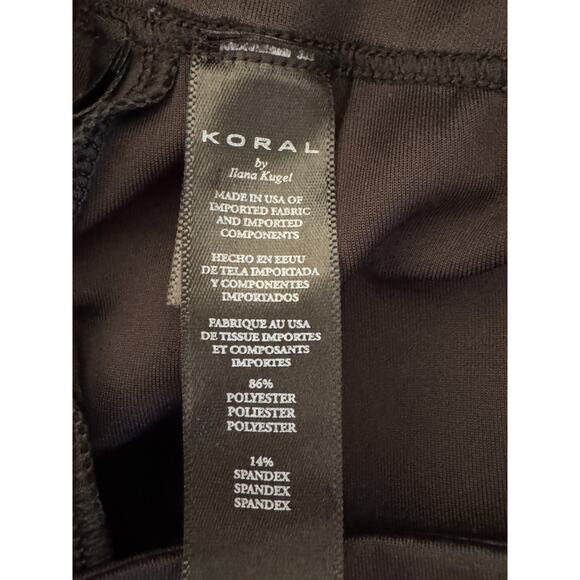 KORAL
by
Ilana Kugel
MADE IN USA OF
IMPORTED FABRIC
AND IMPORTED
COMPONENTS
HECHO EN EEUU
DE TELA IMPORTADA
Y COMPONENTES
IMPORTADOS
FABRIQUE AU USA
DE TISSUE IMPORTES
ET COMPOSANTS
IMPORTES
86%
POLYESTER
POLIESTER
POLYESTER
14%
SPANDEX
SPANDEX
SPANDEX